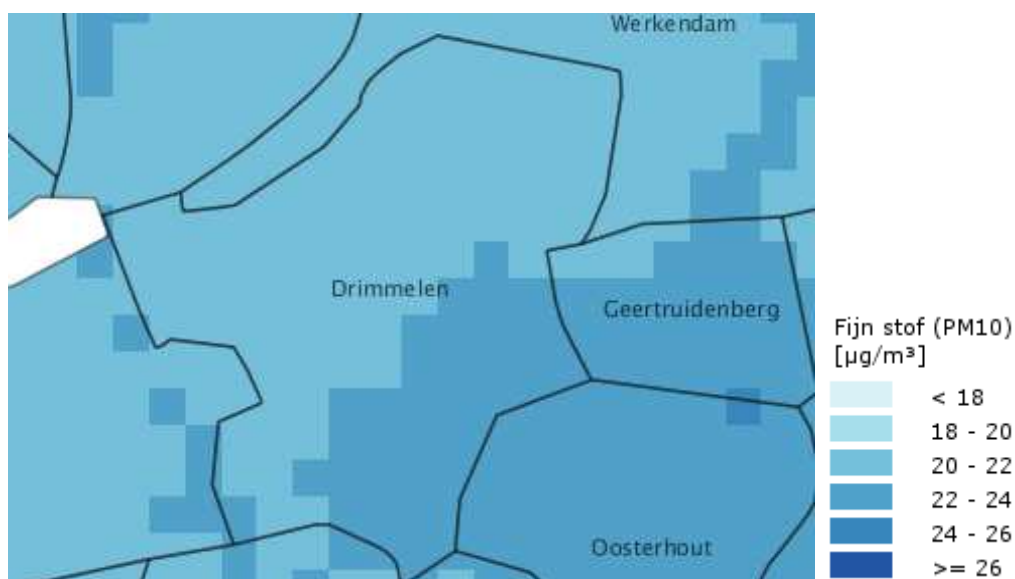 Werkendam
Drimmelen
Geertruidenberg
Oosterhout
Fijn stof (PM10)
[µg/m³]
< 18
18 - 20
20 - 22
22 - 24
24 - 26
>= 26